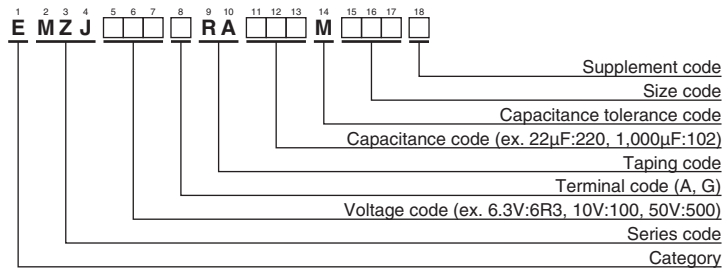 1 2 3 4 5 6 7 8 9 10 11 12 13 14 15 16 17 18
E MZJ □□□ □ RA □□□ M □□□ □
Supplement code
Size code
Capacitance tolerance code
Capacitance code (ex. 22μF:220, 1,000μF:102)
Taping code
Terminal code (A, G)
Voltage code (ex. 6.3V:6R3, 10V:100, 50V:500)
Series code
Category